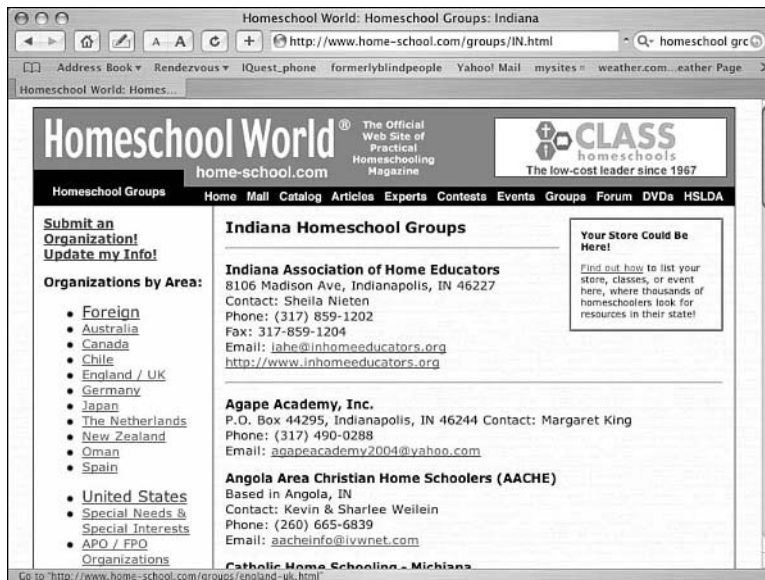 Homeschool World: Homeschool Groups: Indiana
A A C + http://www.home-school.com/groups/IN.html Q homeschool grc
Address Book Rendezvous IQuest_phone formerlyblindpeople Yahoo! Mail mysites weather.com...eather Page
Homeschool World: Homes...
Homeschool World®
home-school.com
The Official
Web Site of
Practical
Homeschooling
Magazine
CLASS
homeschools
The low-cost leader since 1967
Homeschool Groups
Home Mall Catalog Articles Experts Contests Events Groups Forum DVDs HSLDA
Submit an
Organization!
Update my Info!
Organizations by Area:
• Foreign
• Australia
• Canada
• Chile
• England / UK
• Germany
• Japan
• The Netherlands
• New Zealand
• Oman
• Spain
• United States
• Special Needs &
Special Interests
• APO / FPO
Organizations
Indiana Homeschool Groups
Indiana Association of Home Educators
8106 Madison Ave, Indianapolis, IN 46227
Contact: Sheila Nieten
Phone: (317) 859-1202
Fax: 317-859-1204
Email: iahe@inhomeeducators.org
http://www.inhomeeducators.org
Agape Academy, Inc.
P.O. Box 44295, Indianapolis, IN 46244 Contact: Margaret King
Phone: (317) 490-0288
Email: agapeacademy2004@yahoo.com
Angola Area Christian Home Schoolers (AACHE)
Based in Angola, IN
Contact: Kevin & Sharlee Weilein
Phone: (260) 665-6839
Email: aacheinfo@ivwnet.com
Catholic Home Schooling - Michiana
Your Store Could Be
Here!
Find out how to list your
store, classes, or event
here, where thousands of
homeschoolers look for
resources in their state!
Go to "http://www.home-school.com/groups/england-uk.html"